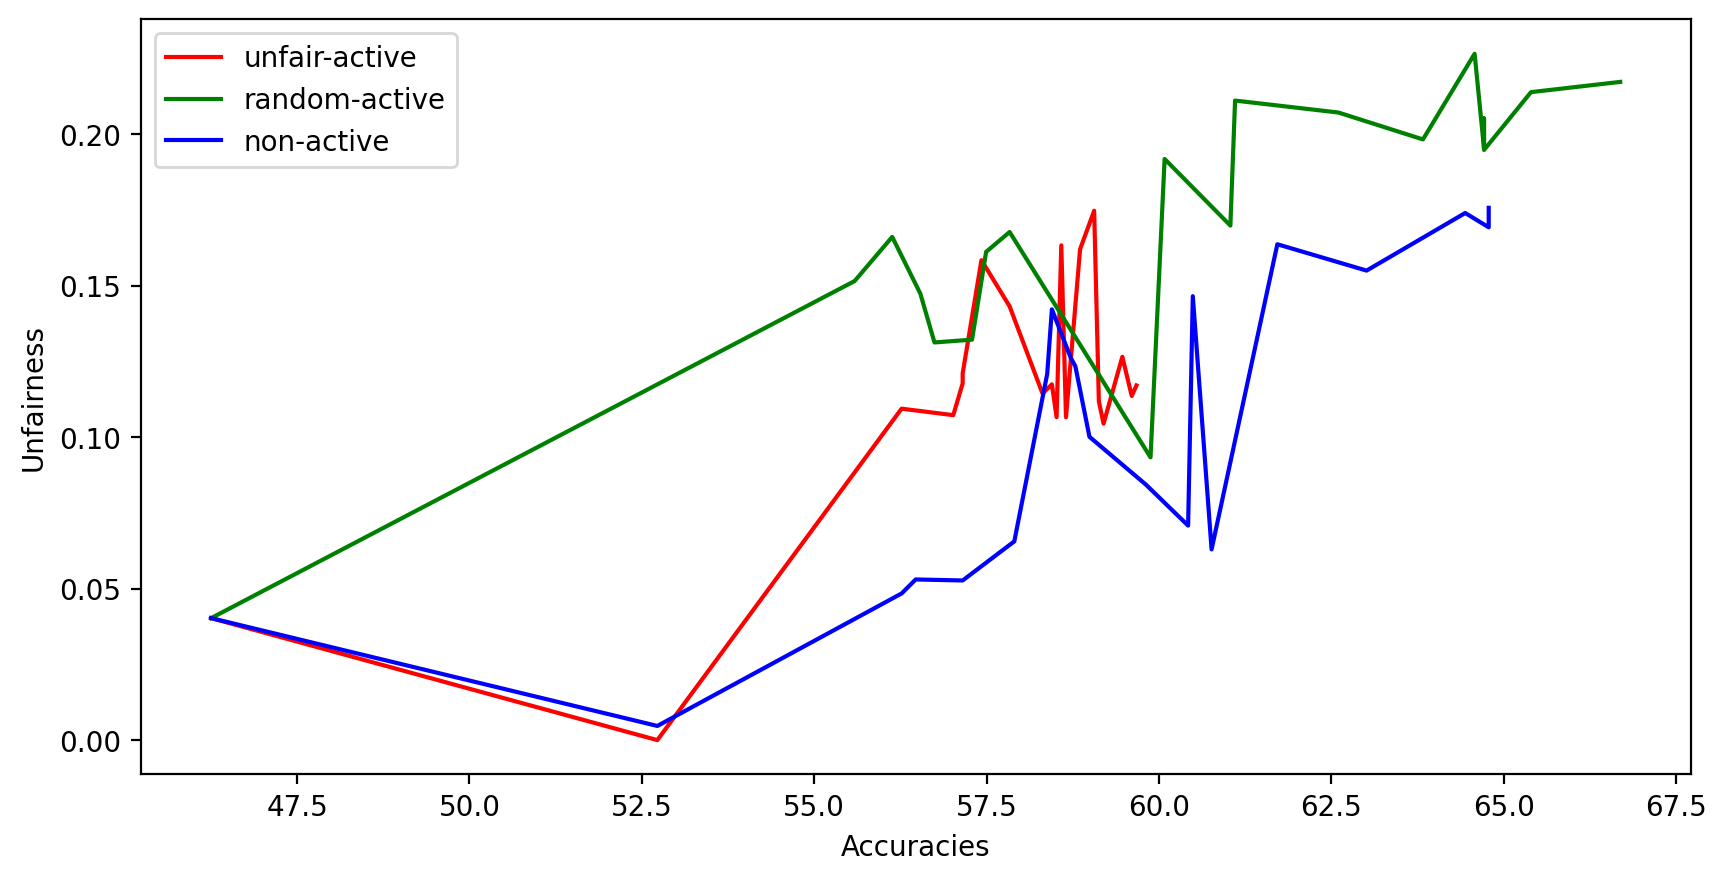 unfair-active
random-active
non-active
0.20
0.15
0.10
0.05
0.00
Unfairness
47.5 50.0 52.5 55.0 57.5 60.0 62.5 65.0 67.5
Accuracies